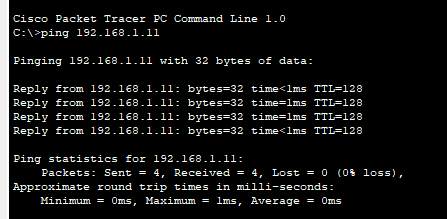 Cisco Packet Tracer PC Command Line 1.0
C:\>ping 192.168.1.11
Pinging 192.168.1.11 with 32 bytes of data:
Reply from 192.168.1.11: bytes=32 time<1ms TTL=128
Reply from 192.168.1.11: bytes=32 time<1ms TTL=128
Reply from 192.168.1.11: bytes=32 time=1ms TTL=128
Reply from 192.168.1.11: bytes=32 time<1ms TTL=128
Ping statistics for 192.168.1.11:
Packets: Sent = 4, Received = 4, Lost = 0 (0% loss),
Approximate round trip times in milli-seconds:
Minimum = 0ms, Maximum = 1ms, Average = 0ms